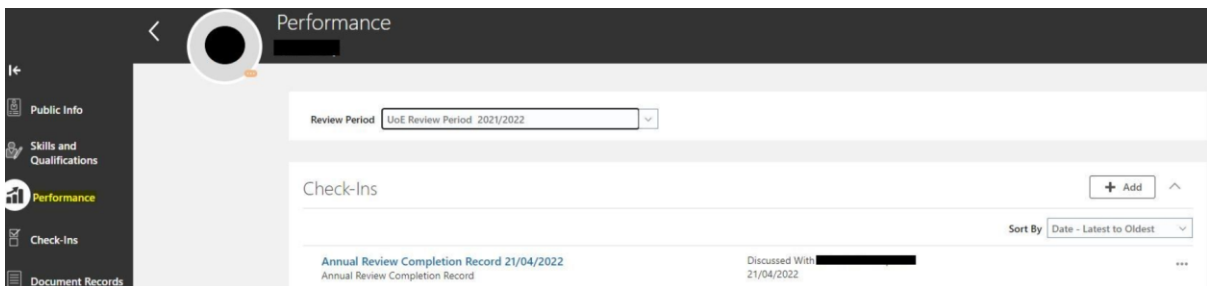 Performance
Public Info
Skills and
Qualifications
Performance
Check-Ins
Document Records
Review Period UoE Review Period 2021/2022
Check-Ins
+ Add
Sort By Date - Latest to Oldest
Annual Review Completion Record 21/04/2022
Annual Review Completion Record
Discussed With
21/04/2022